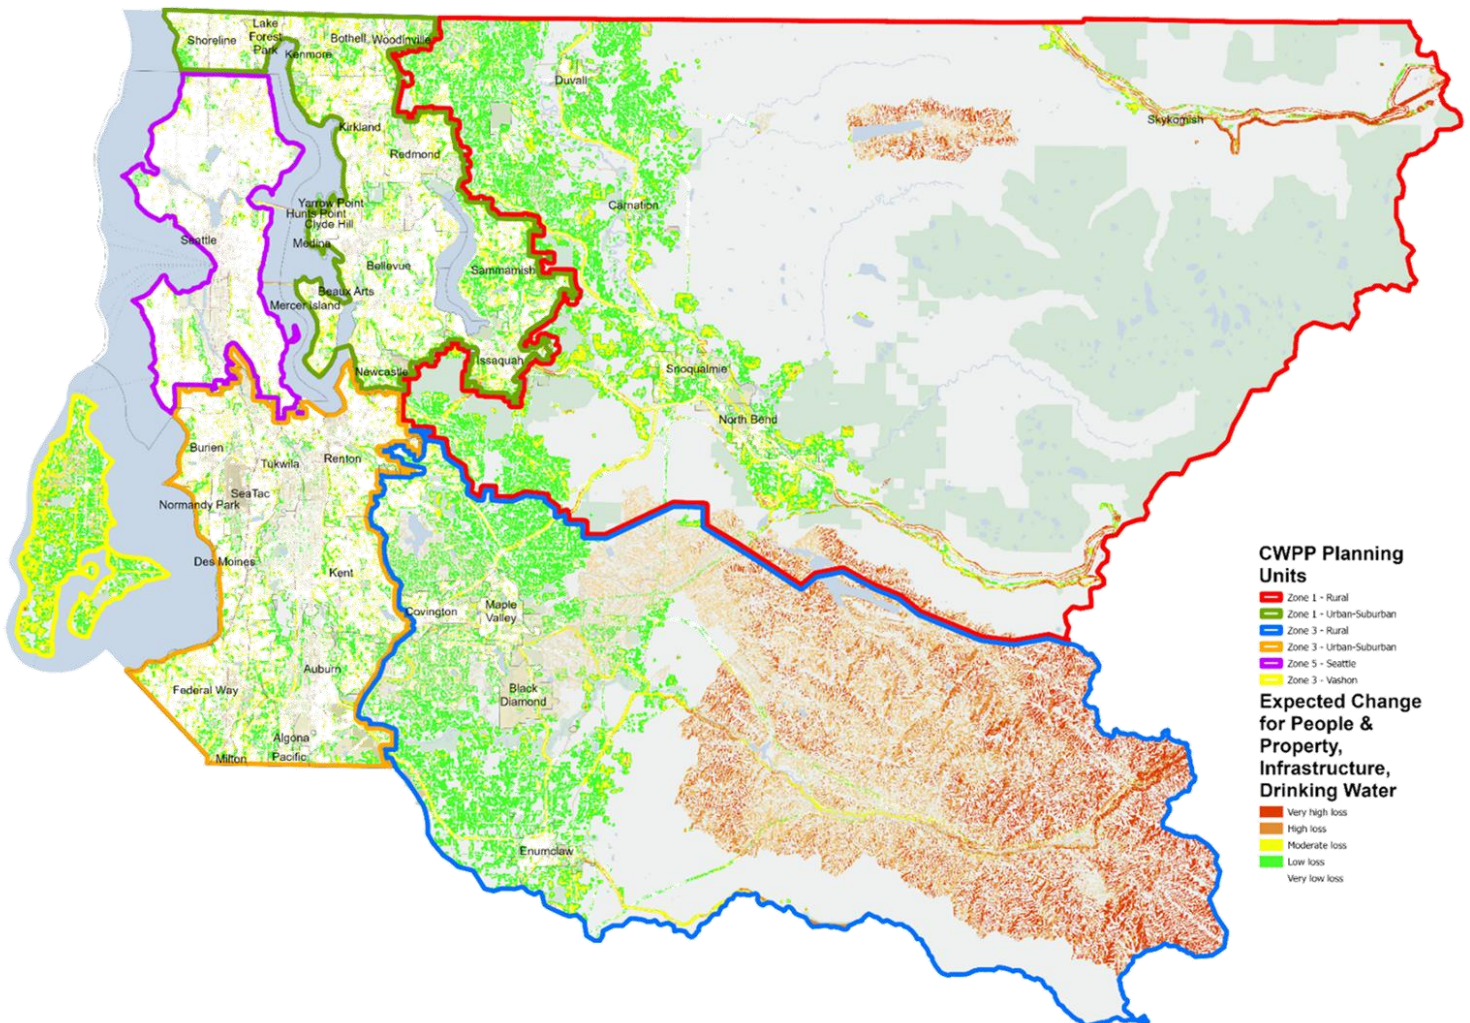 Lake
Forest
Park
Shoreline
Kenmore
Bothell
Woodinville
Duvall
Skykomish
Kirkland
Redmond
Carnation
Yarrow Point
Hunts Point
Clyde Hill
Seattle
Medina
Bellevue
Sammamish
Beaux Arts
Mercer Island
Issaquah
Newcastle
Snoqualmie
North Bend
Burien
Tukwila
Renton
SeaTac
Normandy Park
Des Moines
Kent
Covington
Maple
Valley
Auburn
Federal Way
Black
Diamond
Algona
Pacific
Milton
Enumclaw
CWPP Planning
Units
Zone 1 - Rural
Zone 1 - Urban-Suburban
Zone 3 - Rural
Zone 3 - Urban-Suburban
Zone 5 - Seattle
Zone 3 - Vashon
Expected Change
for People &
Property,
Infrastructure,
Drinking Water
Very high loss
High loss
Moderate loss
Low loss
Very low loss